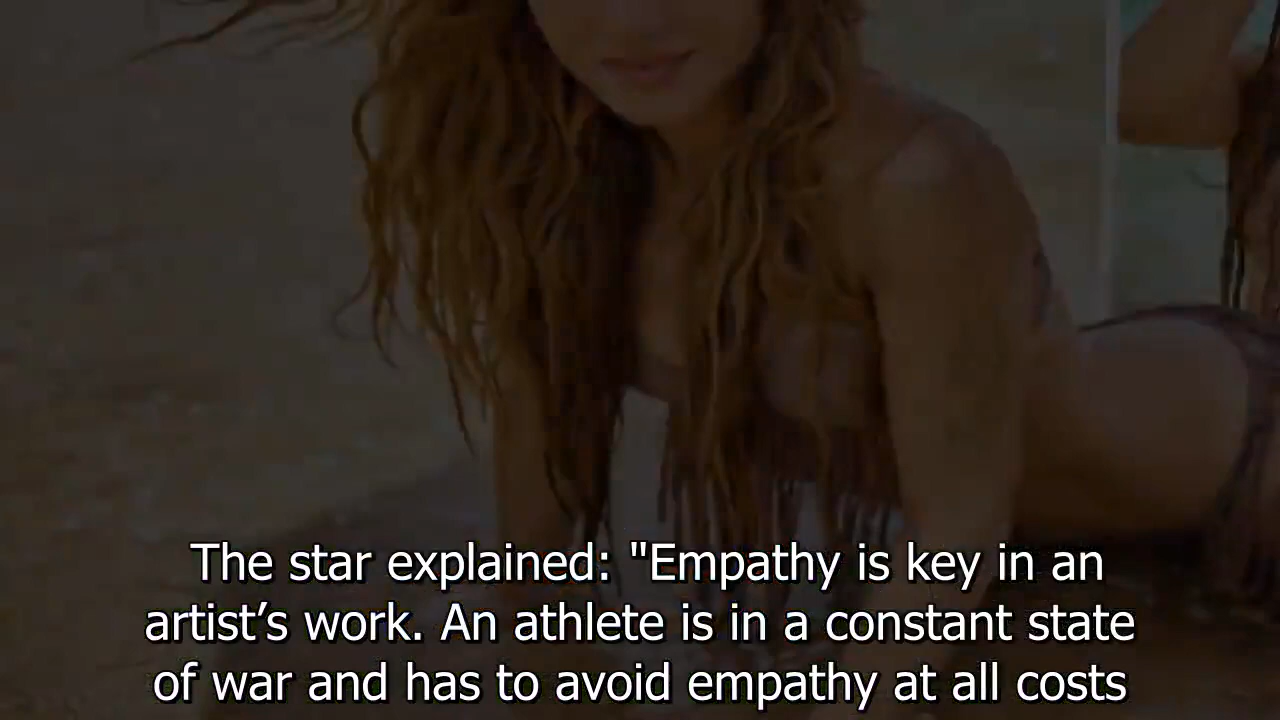 The star explained: "Empathy is key in an
artist’s work. An athlete is in a constant state
of war and has to avoid empathy at all costs